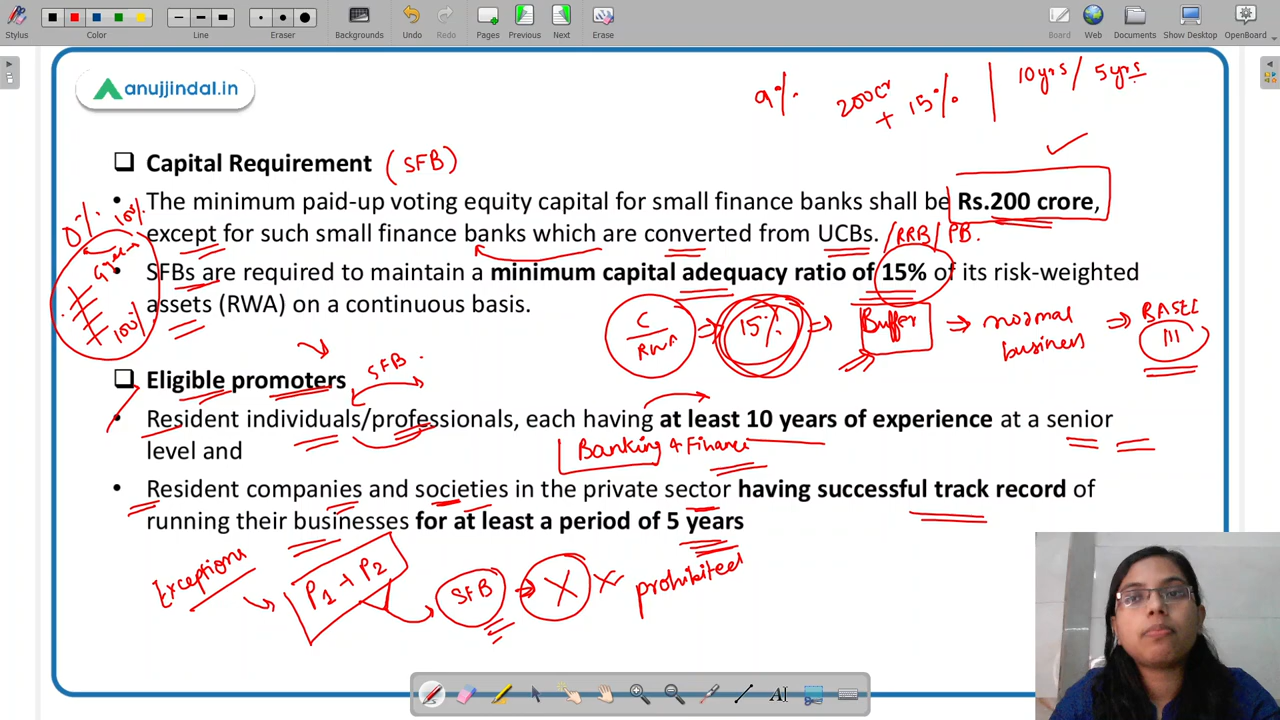 Stylus
Color
Line
Eraser
Backgrounds
Undo
Redo
Pages
Previous
Next
Erase
Board
Web
Documents
Show Desktop
OpenBoard
anujjindal.in
9%
200Cr + 15%
10yrs / 5yrs
Capital Requirement (SFB)
• The minimum paid-up voting equity capital for small finance banks shall be Rs.200 crore,
except for such small finance banks which are converted from UCBs. /RRB/ PB.
• SFBs are required to maintain a minimum capital adequacy ratio of 15% of its risk-weighted
assets (RWA) on a continuous basis.
0% 100%
100%
C
RWA
15%
Buffer
normal
business
BASEL
III
SFB
Eligible promoters
• Resident individuals/professionals, each having at least 10 years of experience at a senior
level and
Banking + Finance
• Resident companies and societies in the private sector having successful track record of
running their businesses for at least a period of 5 years
Exceptions
P1 + P2
SFB
X X prohibited
AI